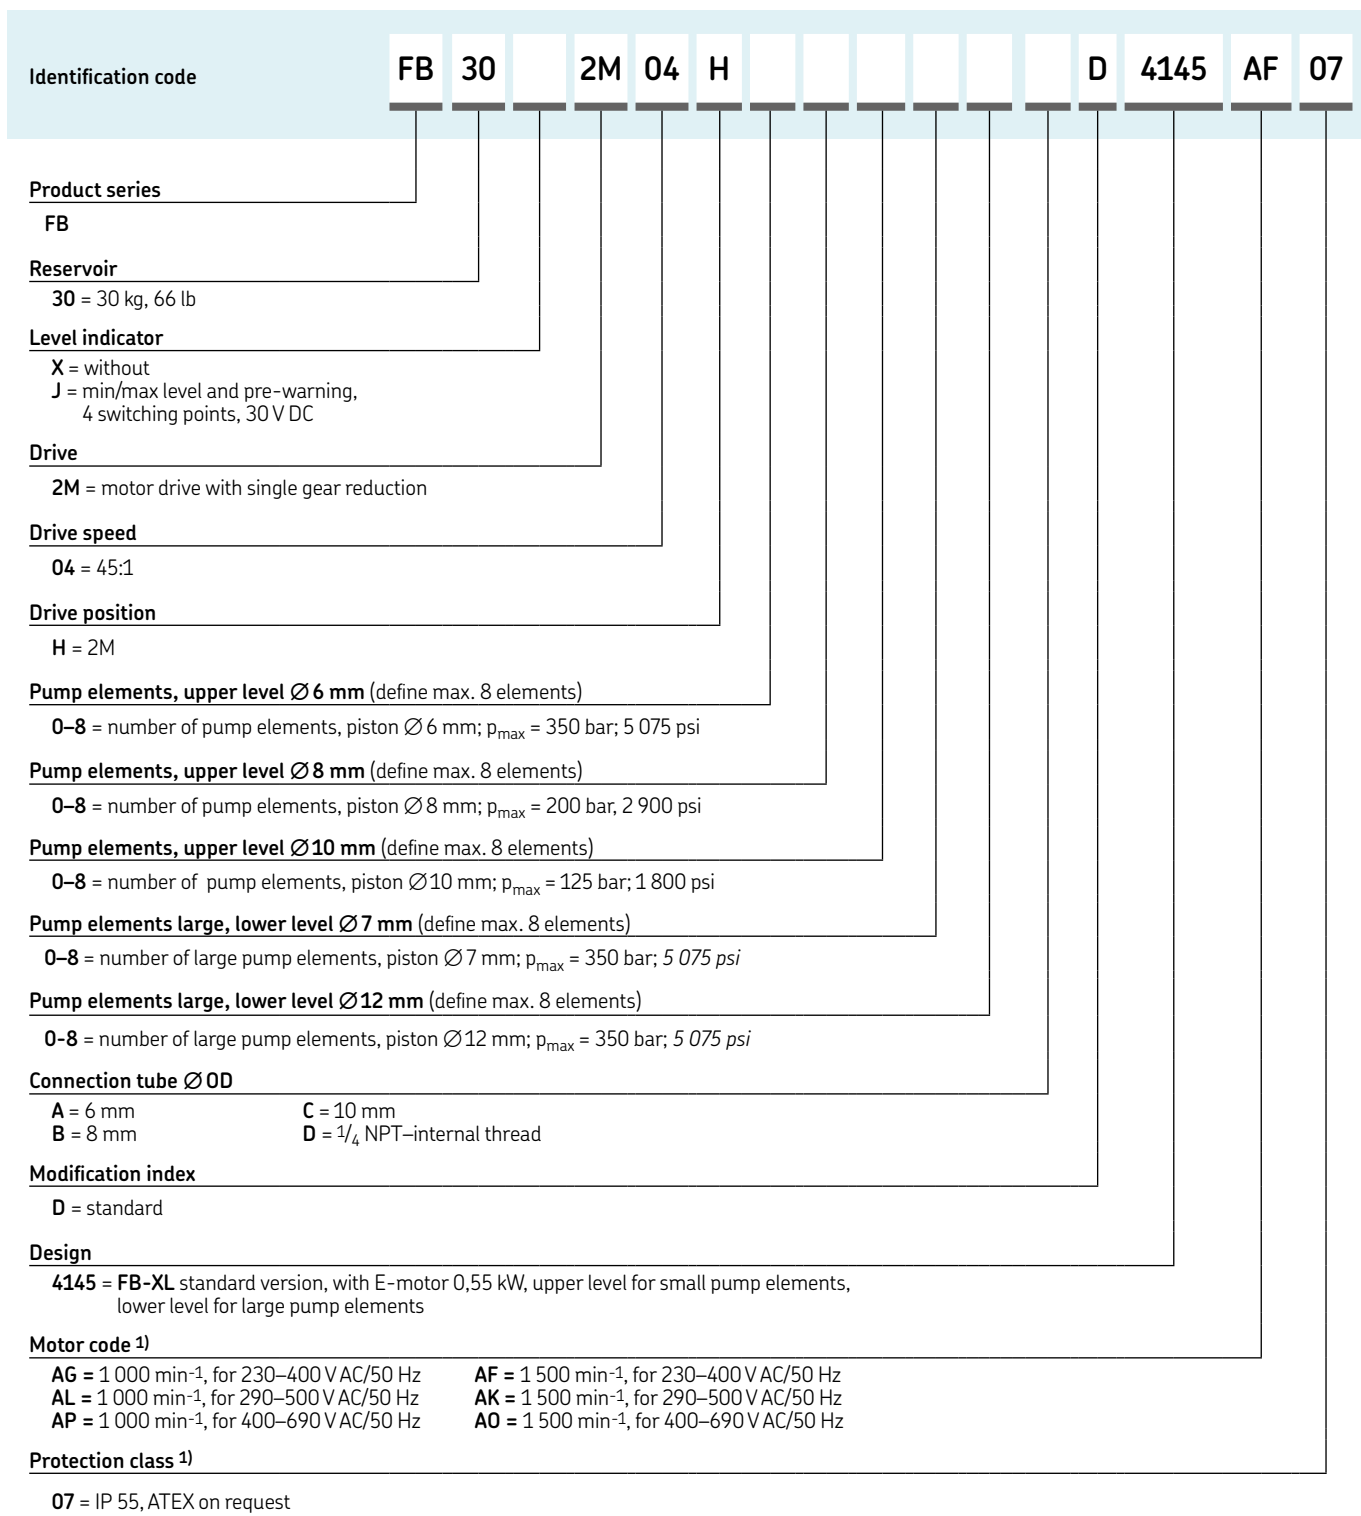 Identification code FB 30 2M 04 H D 4145 AF 07
Product series
FB
Reservoir
30 = 30 kg, 66 lb
Level indicator
X = without
J = min/max level and pre-warning,
4 switching points, 30 V DC
Drive
2M = motor drive with single gear reduction
Drive speed
04 = 45:1
Drive position
H = 2M
Pump elements, upper level ∅ 6 mm (define max. 8 elements)
0–8 = number of pump elements, piston ∅ 6 mm; pmax = 350 bar; 5 075 psi
Pump elements, upper level ∅ 8 mm (define max. 8 elements)
0–8 = number of pump elements, piston ∅ 8 mm; pmax = 200 bar, 2 900 psi
Pump elements, upper level ∅ 10 mm (define max. 8 elements)
0–8 = number of pump elements, piston ∅ 10 mm; pmax = 125 bar; 1 800 psi
Pump elements large, lower level ∅ 7 mm (define max. 8 elements)
0–8 = number of large pump elements, piston ∅ 7 mm; pmax = 350 bar; 5 075 psi
Pump elements large, lower level ∅ 12 mm (define max. 8 elements)
0-8 = number of large pump elements, piston ∅ 12 mm; pmax = 350 bar; 5 075 psi
Connection tube ∅ OD
A = 6 mm C = 10 mm
B = 8 mm D = 1/4 NPT–internal thread
Modification index
D = standard
Design
4145 = FB-XL standard version, with E-motor 0,55 kW, upper level for small pump elements,
lower level for large pump elements
Motor code 1)
AG = 1 000 min-1, for 230–400 V AC/50 Hz AF = 1 500 min-1, for 230–400 V AC/50 Hz
AL = 1 000 min-1, for 290–500 V AC/50 Hz AK = 1 500 min-1, for 290–500 V AC/50 Hz
AP = 1 000 min-1, for 400–690 V AC/50 Hz AO = 1 500 min-1, for 400–690 V AC/50 Hz
Protection class 1)
07 = IP 55, ATEX on request